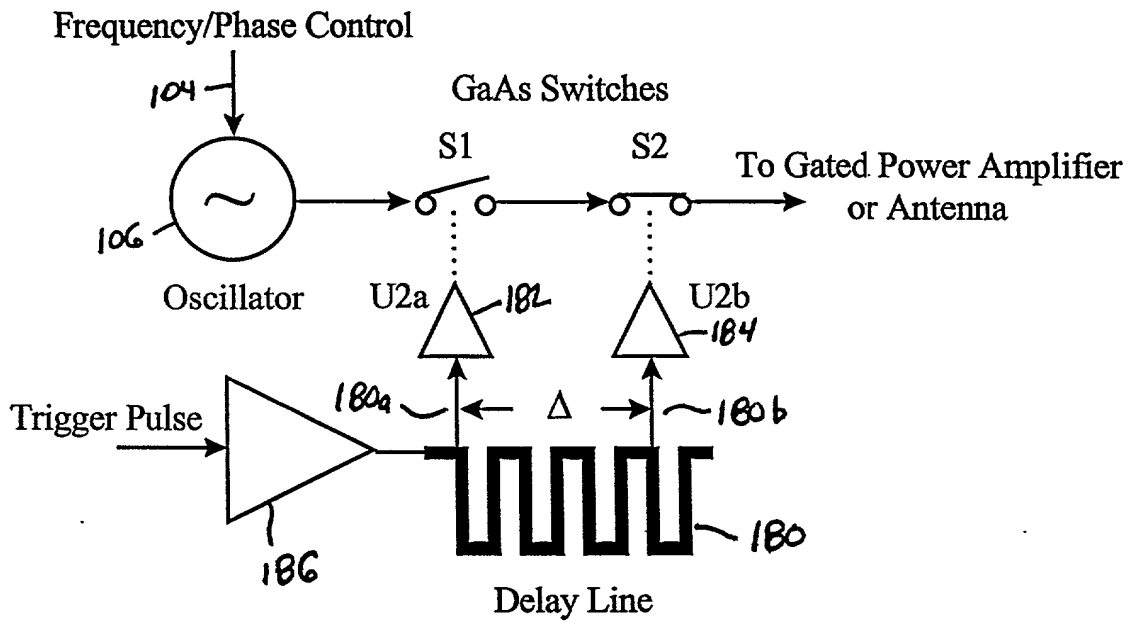 Frequency/Phase Control
104
GaAs Switches
S1
S2
To Gated Power Amplifier
or Antenna
106
Oscillator
U2a
182
U2b
184
180a
Δ
180b
Trigger Pulse
180
186
Delay Line